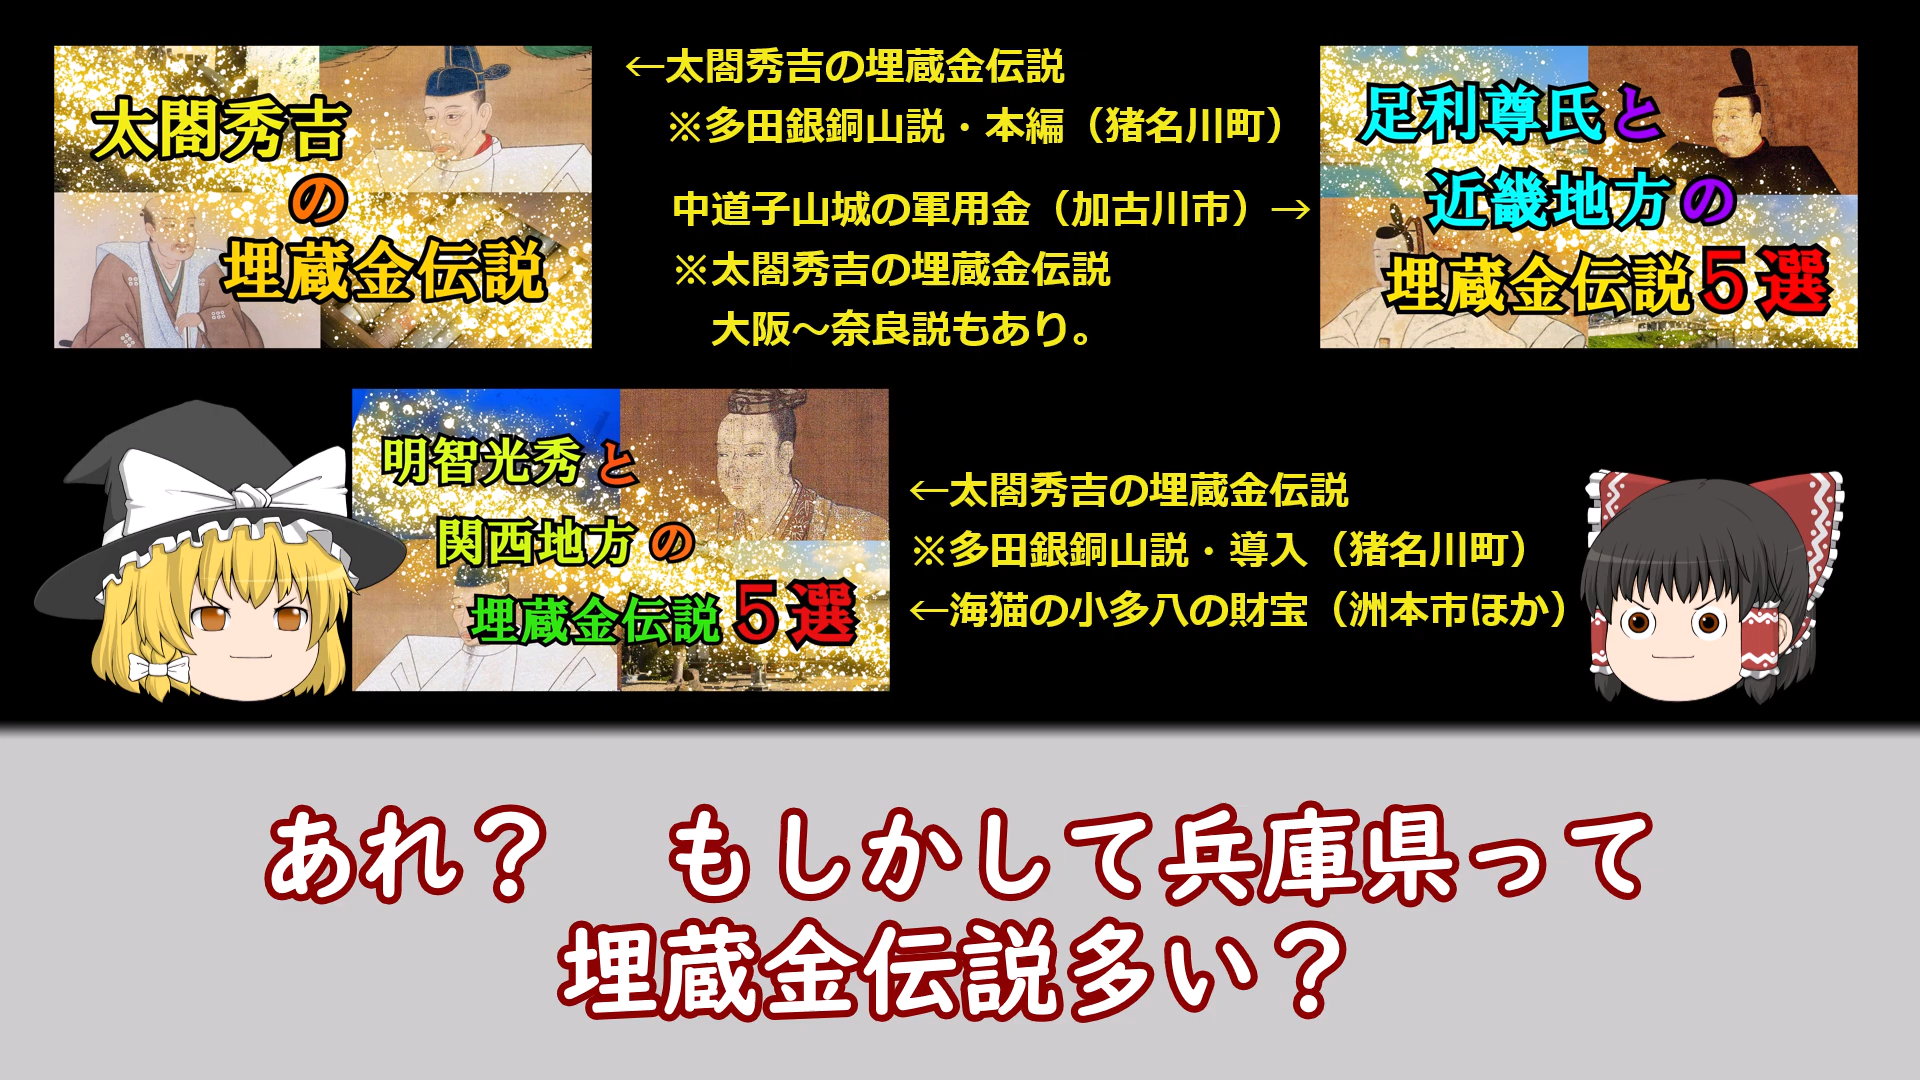 太閤秀吉
の
埋蔵金伝説
←太閤秀吉の埋蔵金伝説
※多田銀銅山説・本編（猪名川町）
中道子山城の軍用金（加古川市）→
※太閤秀吉の埋蔵金伝説
大阪～奈良説もあり。
足利尊氏と
近畿地方の
埋蔵金伝説５選
明智光秀と
関西地方の
埋蔵金伝説５選
←太閤秀吉の埋蔵金伝説
※多田銀銅山説・導入（猪名川町）
←海猫の小多八の財宝（洲本市ほか）
あれ？　もしかして兵庫県って
埋蔵金伝説多い？